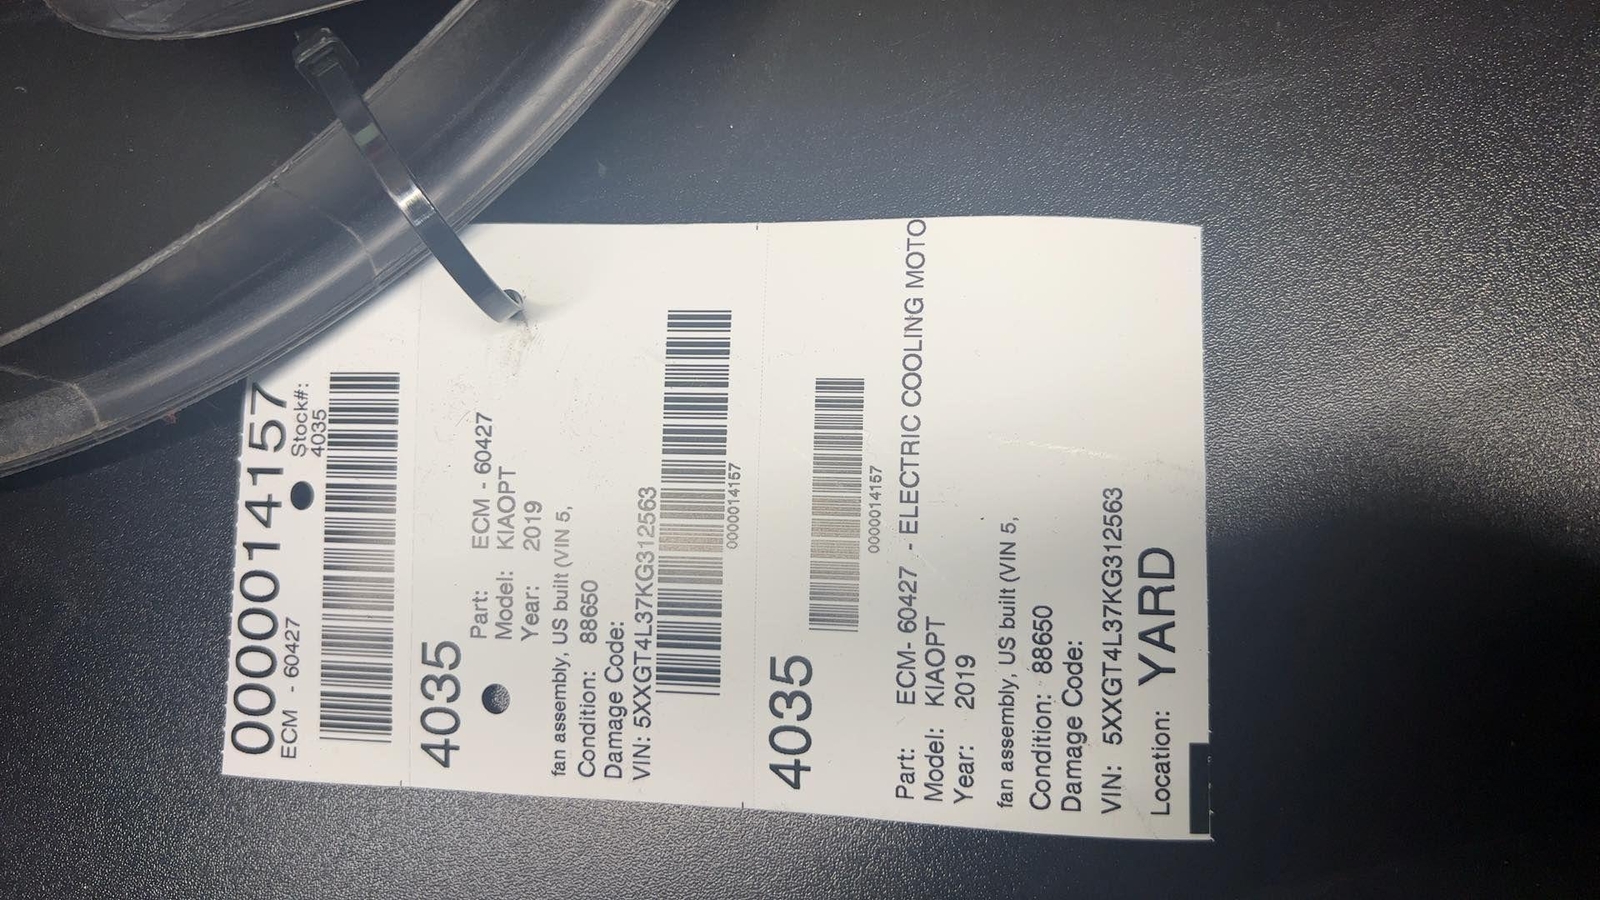 0000014157
ECM - 60427
Stock#:
4035
4035
Part: ECM - 60427
Model: KIAOPT
Year: 2019
fan assembly, US built (VIN 5,
Condition: 88650
Damage Code:
VIN: 5XXGT4L37KG312563
0000014157
4035
0000014157
Part: ECM- 60427 - ELECTRIC COOLING MOTO
Model: KIAOPT
Year: 2019
fan assembly, US built (VIN 5,
Condition: 88650
Damage Code:
VIN: 5XXGT4L37KG312563
Location: YARD